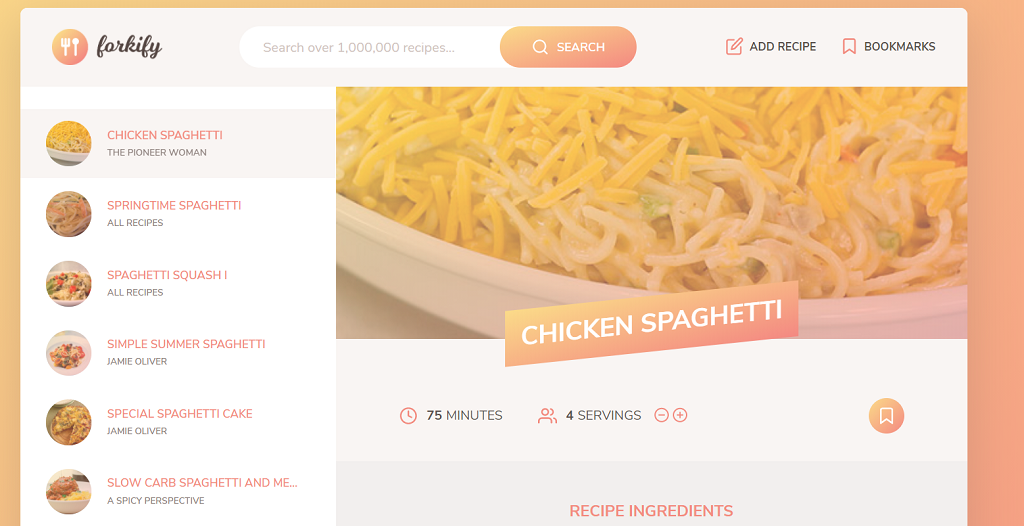 forkify
Search over 1,000,000 recipes...
SEARCH
ADD RECIPE
BOOKMARKS
CHICKEN SPAGHETTI
THE PIONEER WOMAN
SPRINGTIME SPAGHETTI
ALL RECIPES
SPAGHETTI SQUASH I
ALL RECIPES
SIMPLE SUMMER SPAGHETTI
JAMIE OLIVER
SPECIAL SPAGHETTI CAKE
JAMIE OLIVER
SLOW CARB SPAGHETTI AND ME...
A SPICY PERSPECTIVE
CHICKEN SPAGHETTI
75 MINUTES
4 SERVINGS
RECIPE INGREDIENTS